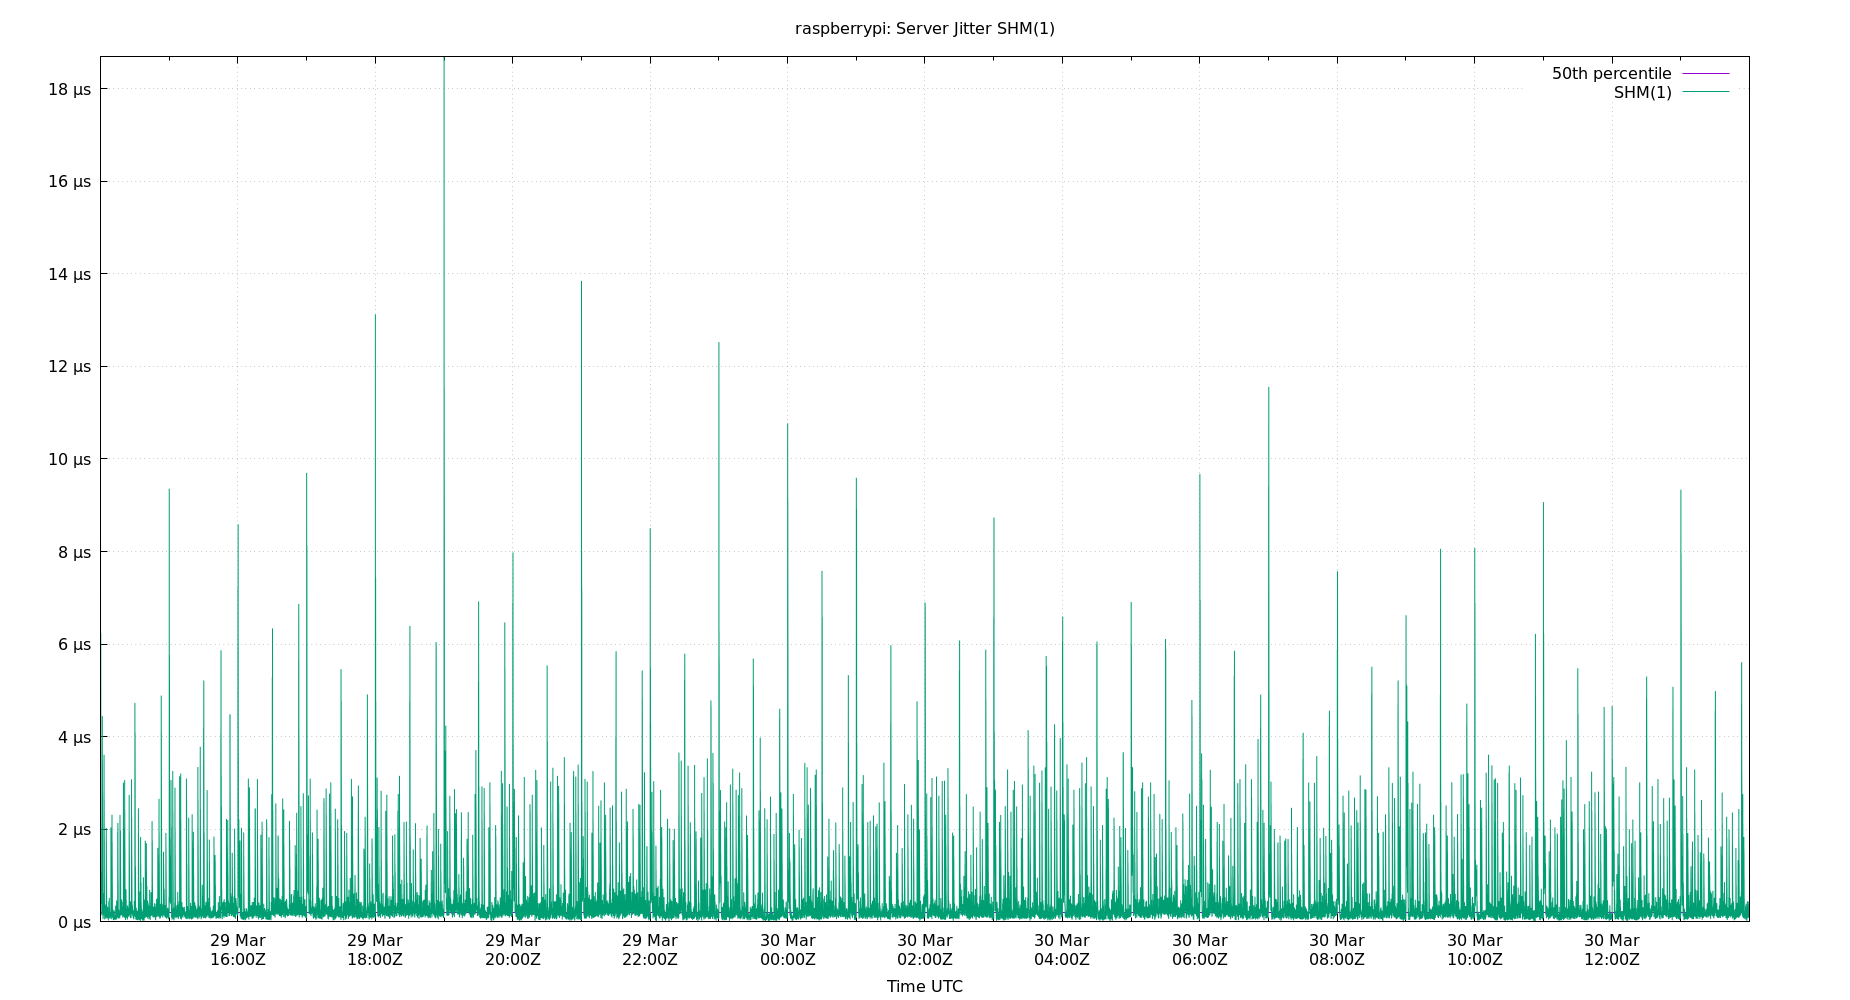 raspberrypi: Server Jitter SHM(1)
50th percentile
SHM(1)
18 µs
16 µs
14 µs
12 µs
10 µs
8 µs
6 µs
4 µs
2 µs
0 µs
29 Mar 16:00Z
29 Mar 18:00Z
29 Mar 20:00Z
29 Mar 22:00Z
30 Mar 00:00Z
30 Mar 02:00Z
30 Mar 04:00Z
30 Mar 06:00Z
30 Mar 08:00Z
30 Mar 10:00Z
30 Mar 12:00Z
Time UTC